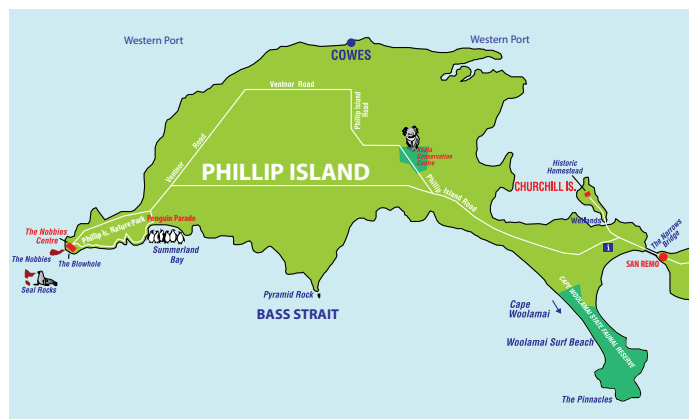 Western Port
Western Port
COWES
Ventnor Road
Phillip Island
Road
Ventnor Road
Koala
Conservation
Centre
PHILLIP ISLAND
Phillip Island Road
Historic
Homestead
CHURCHILL IS.
Wetlands
The Narrows
Bridge
i
SAN REMO
Penguin Parade
Phillip Is. Nature Park
The Nobbies
Centre
The Nobbies
The Blowhole
Summerland
Bay
Seal Rocks
Pyramid Rock
BASS STRAIT
CAPE WOOLAMAI STATE FAUNAL RESERVE
Cape
Woolamai
Woolamai Surf Beach
The Pinnacles